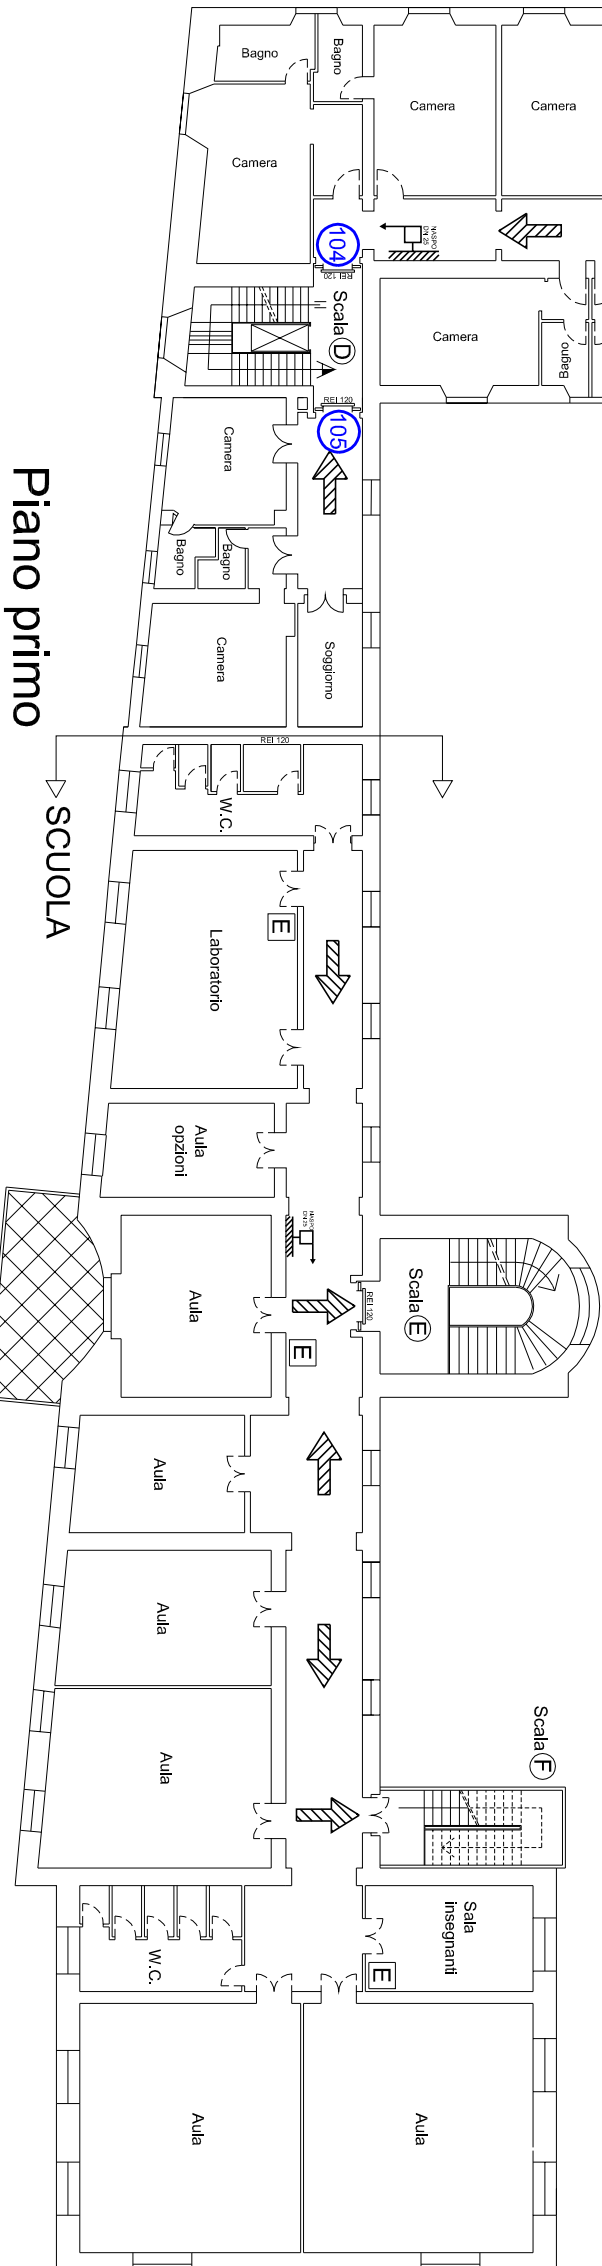 Bagno
Bagno
Camera
Camera
Camera
NASPO
DN 25
104
REI 120
Scala D
Camera
Bagno
REI 120
105
Camera
Bagno
Bagno
Camera
Soggiorno
Piano primo
REI 120
SCUOLA
W.C.
E
Laboratorio
Aula
opzioni
NASPO
DN 25
Aula
REI 120
Scala E
E
Aula
Aula
Aula
Scala F
Sala
insegnanti
W.C.
E
Aula
Aula